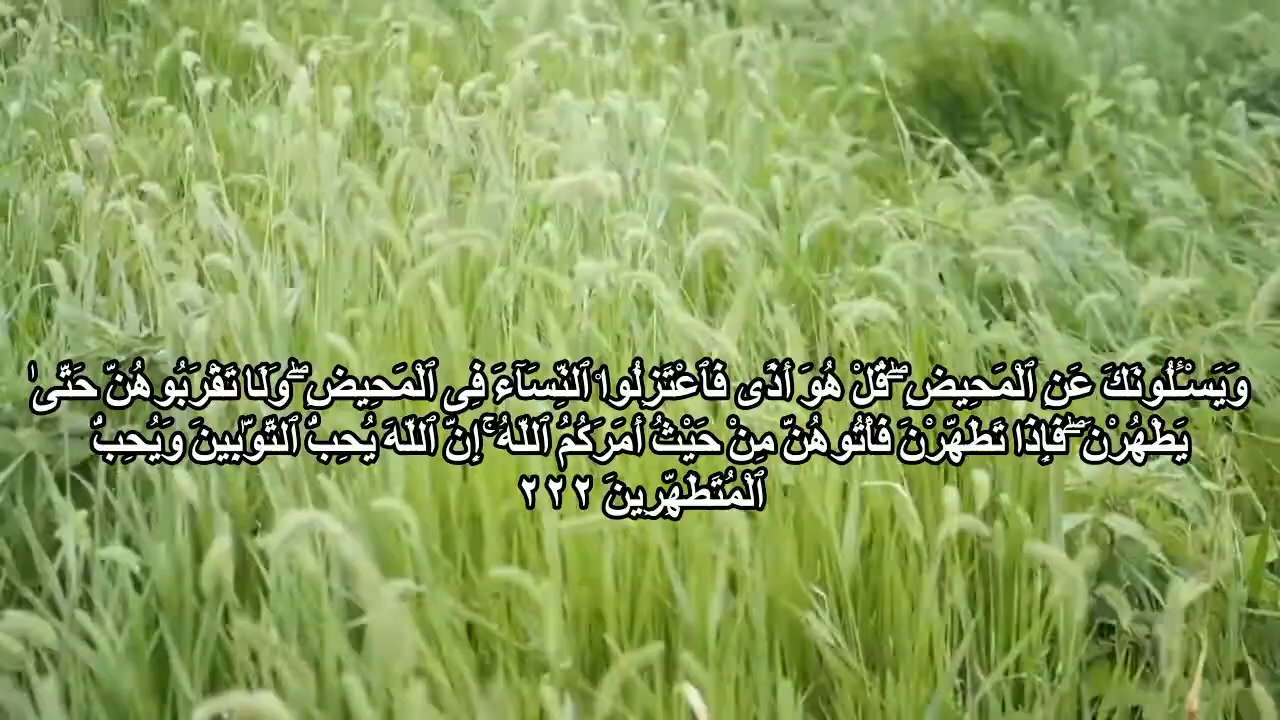 وَيَسْـَٔلُونَكَ عَنِ ٱلْمَحِيضِ ۖ قُلْ هُوَ أَذًى فَٱعْتَزِلُوا۟ ٱلنِّسَآءَ فِى ٱلْمَحِيضِ ۖ وَلَا تَقْرَبُوهُنَّ حَتَّىٰ
يَطْهُرْنَ ۖ فَإِذَا تَطَهَّرْنَ فَأْتُوهُنَّ مِنْ حَيْثُ أَمَرَكُمُ ٱللَّهُ ۚ إِنَّ ٱللَّهَ يُحِبُّ ٱلتَّوَّٰبِينَ وَيُحِبُّ
ٱلْمُتَطَهِّرِينَ ٢٢٢